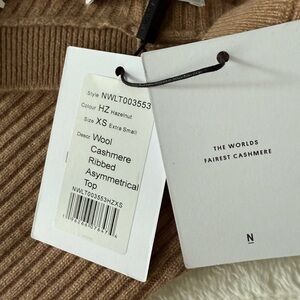 Style NWLT003553
Colour HZ Hazelnut
Size XS Extra Small
Descr. Wool
Cashmere
Ribbed
Asymmetrical
Top
NWLT003553HZXS
THE WORLDS
FAIREST CASHMERE
N